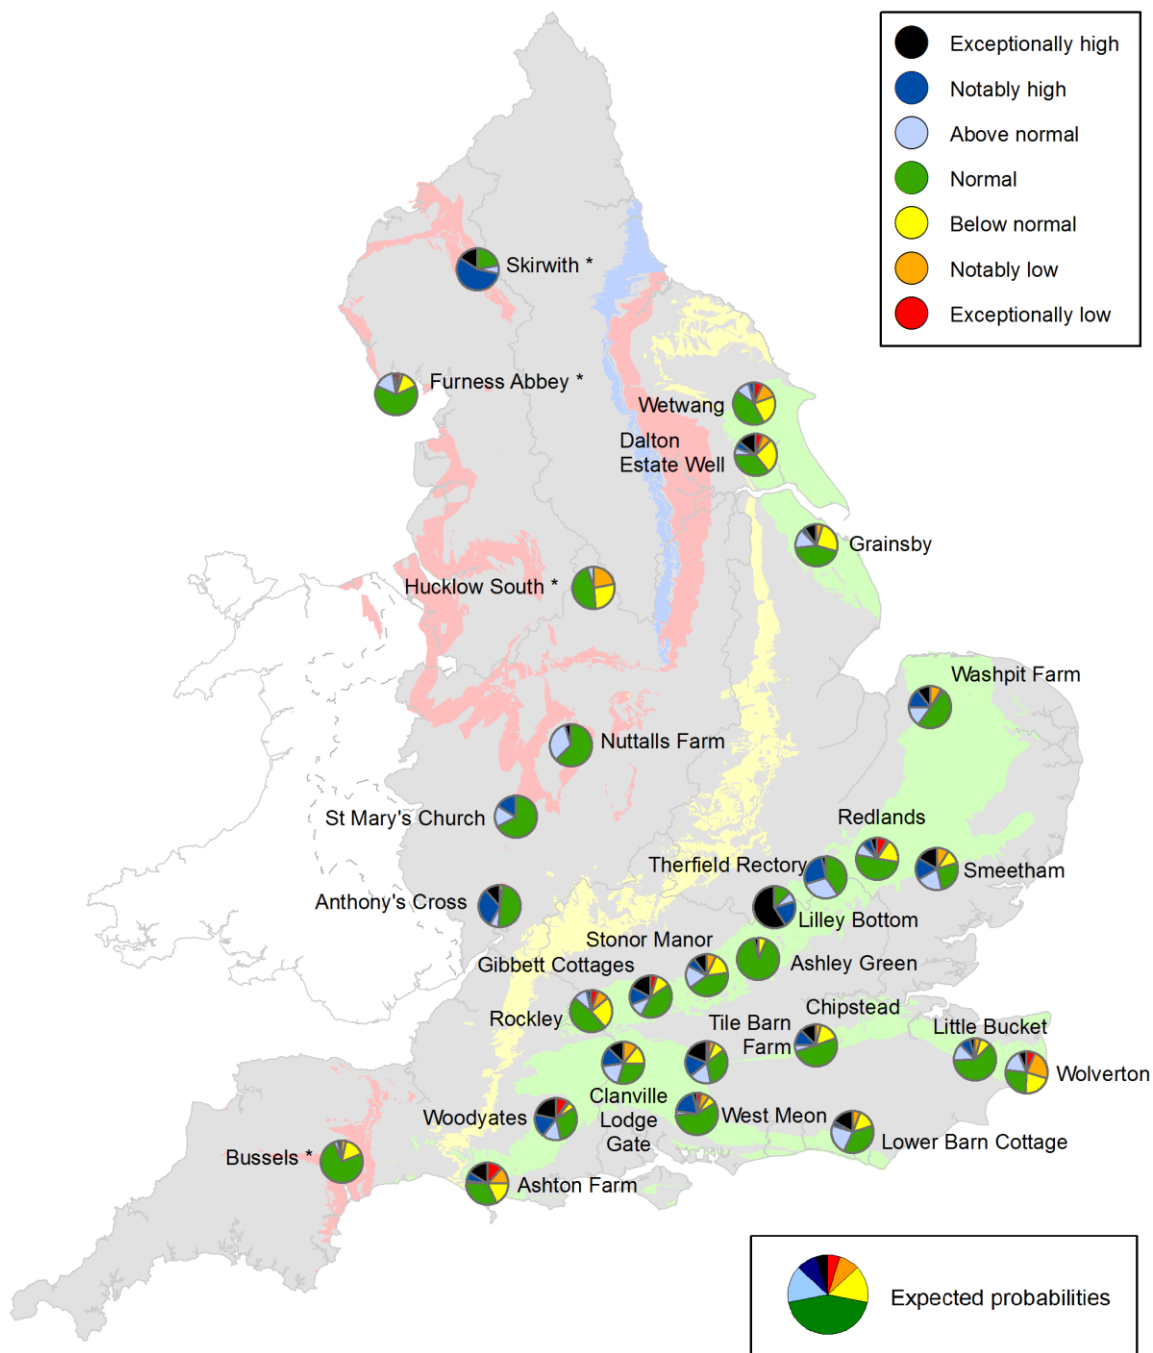 Exceptionally high
Notably high
Above normal
Normal
Below normal
Notably low
Exceptionally low
Skirwith *
Furness Abbey *
Wetwang
Dalton
Estate Well
Grainsby
Hucklow South *
Washpit Farm
Nuttalls Farm
St Mary's Church
Redlands
Therfield Rectory
Smeetham
Anthony's Cross
Lilley Bottom
Stonor Manor
Ashley Green
Gibbett Cottages
Chipstead
Rockley
Tile Barn
Farm
Little Bucket
Wolverton
Clanville
Lodge
Gate
Woodyates
West Meon
Lower Barn Cottage
Bussels *
Ashton Farm
Expected probabilities